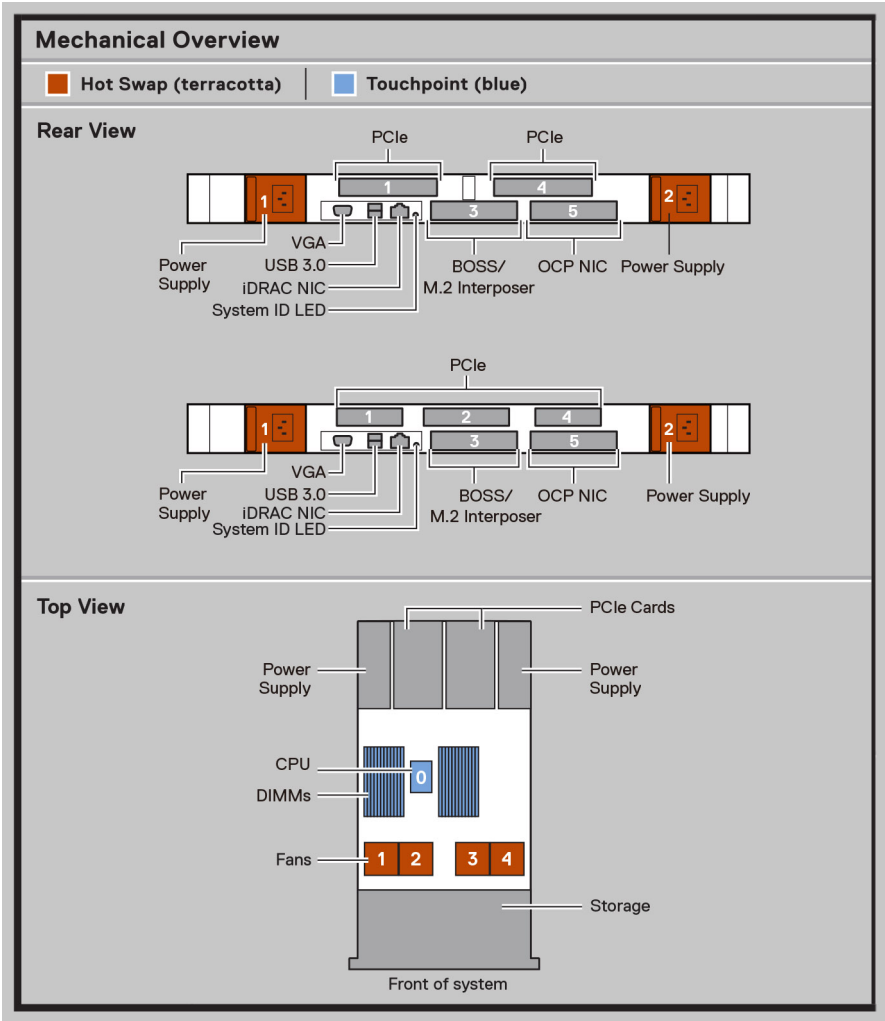 Mechanical Overview
Hot Swap (terracotta)
Touchpoint (blue)
Rear View
PCIe
PCIe
1
4
1
2
3
5
VGA
Power
Supply
USB 3.0
BOSS/
M.2 Interposer
OCP NIC
Power Supply
iDRAC NIC
System ID LED
PCIe
1
2
4
1
2
3
5
VGA
Power
Supply
USB 3.0
BOSS/
M.2 Interposer
OCP NIC
Power Supply
iDRAC NIC
System ID LED
Top View
PCIe Cards
Power
Supply
Power
Supply
CPU
0
DIMMs
Fans
1
2
3
4
Storage
Front of system